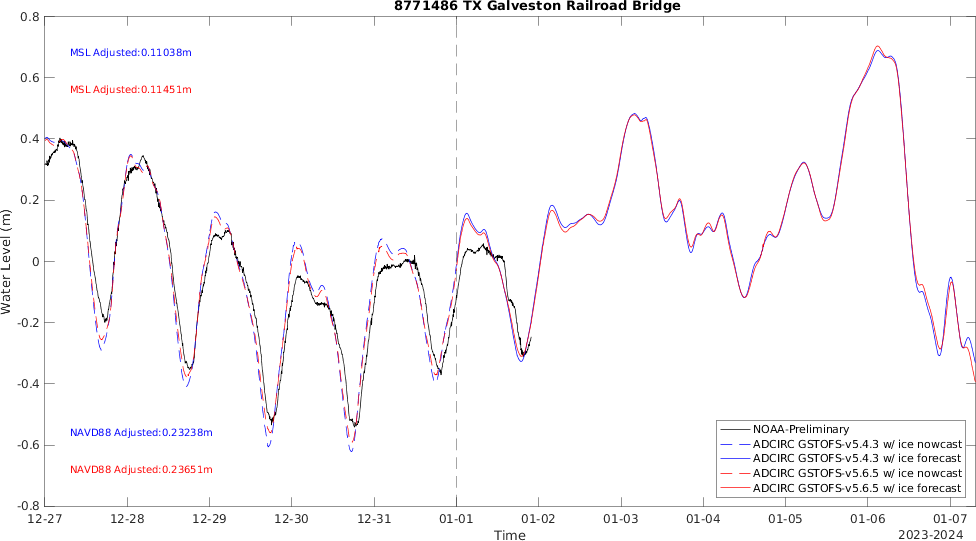 8771486 TX Galveston Railroad Bridge
0.8
0.6
0.4
0.2
0
-0.2
-0.4
-0.6
-0.8
Water Level (m)
MSL Adjusted:0.11038m
MSL Adjusted:0.11451m
NAVD88 Adjusted:0.23238m
NAVD88 Adjusted:0.23651m
NOAA-Preliminary
ADCIRC GSTOFS-v5.4.3 w/ ice nowcast
ADCIRC GSTOFS-v5.4.3 w/ ice forecast
ADCIRC GSTOFS-v5.6.5 w/ ice nowcast
ADCIRC GSTOFS-v5.6.5 w/ ice forecast
12-27 12-28 12-29 12-30 12-31 01-01 01-02 01-03 01-04 01-05 01-06 01-07
Time
2023-2024